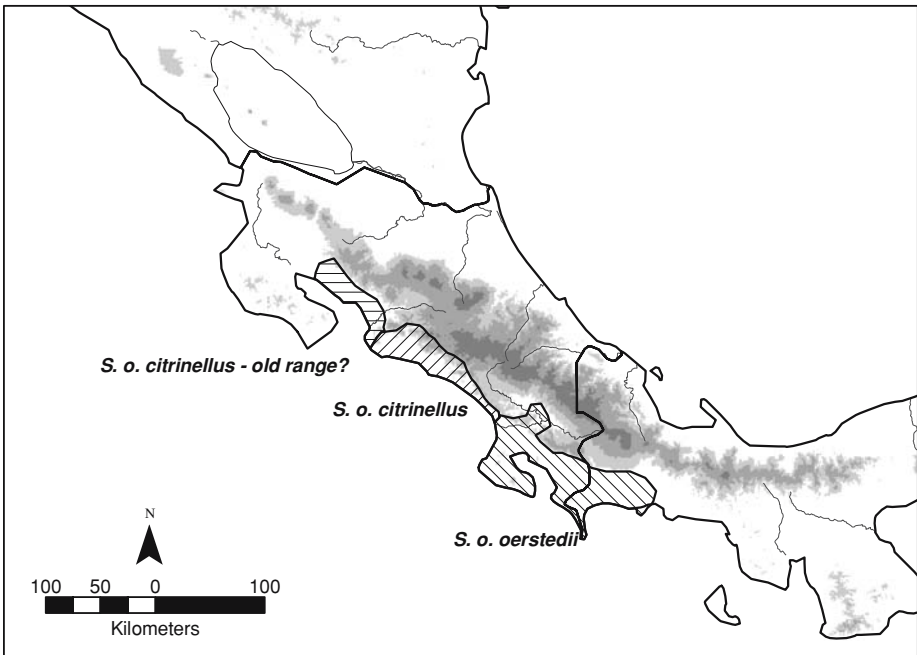 S. o. citrinellus - old range?
S. o. citrinellus
S. o. oerstedii
N
100 50 0 100
Kilometers